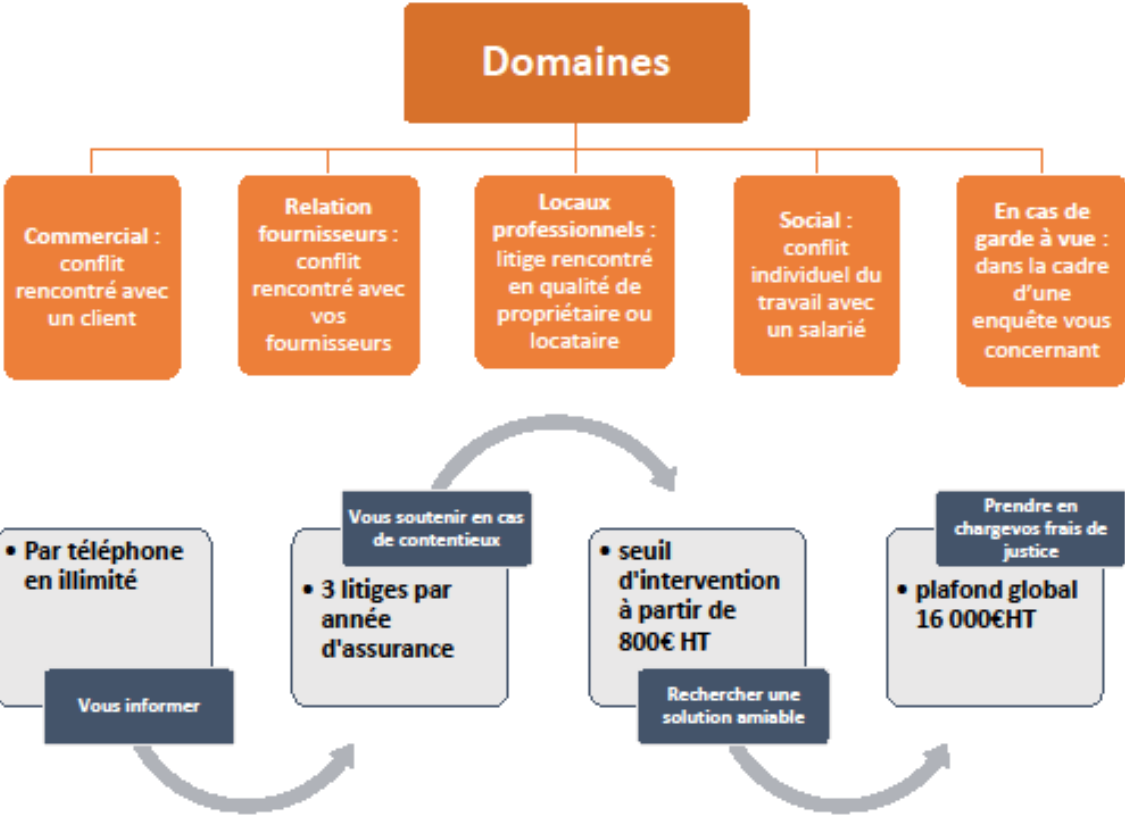 Domaines
Commercial :
conflit
rencontré avec
un client
Relation
fournisseurs :
conflit
rencontré avec
vos
fournisseurs
Locaux
professionnels :
litige rencontré
en qualité de
propriétaire ou
locataire
Social :
conflit
individuel du
travail avec
un salarié
En cas de
garde à vue :
dans la cadre
d'une
enquête vous
concernant
• Par téléphone
en illimité
Vous informer
Vous soutenir en cas
de contentieux
• 3 litiges par
année
d'assurance
• seuil
d'intervention
à partir de
800€ HT
Rechercher une
solution amiable
Prendre en
chargevos frais de
justice
• plafond global
16 000€HT